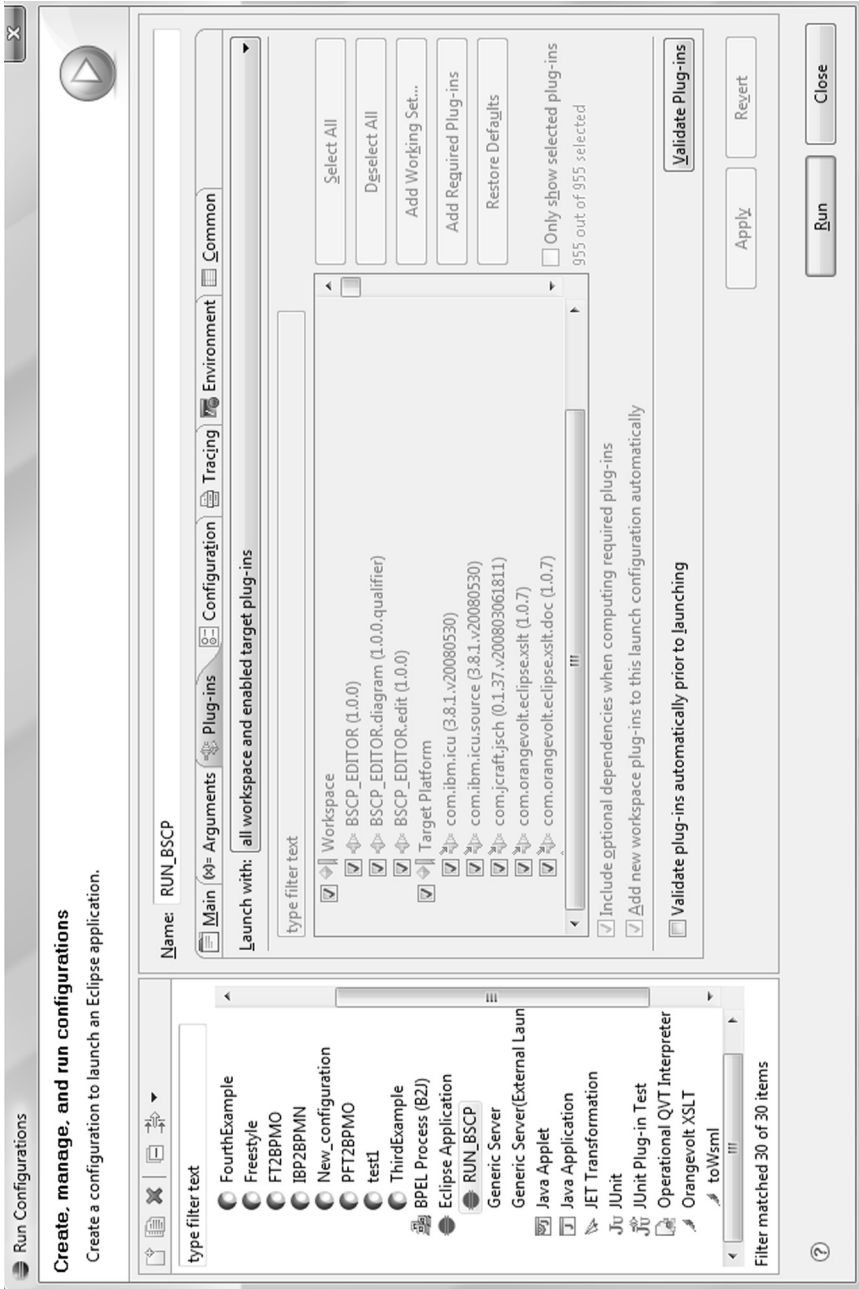 Run Configurations
Create, manage, and run configurations
Create a configuration to launch an Eclipse application.
type filter text
FourthExample
Freestyle
FT2BPMO
IBP2BPMN
New_configuration
PFT2BPMO
test1
ThirdExample
BPEL Process (B2J)
Eclipse Application
RUN_BSCP
Generic Server
Generic Server(External Laun
Java Applet
Java Application
JET Transformation
JUnit
JUnit Plug-in Test
Operational QVT Interpreter
Orangevolt XSLT
toWsml
Filter matched 30 of 30 items
Name: RUN_BSCP
Main (x)= Arguments Plug-ins Configuration Tracing Environment Common
Launch with: all workspace and enabled target plug-ins
type filter text
Workspace
BSCP_EDITOR (1.0.0)
BSCP_EDITOR.diagram (1.0.0.qualifier)
BSCP_EDITOR.edit (1.0.0)
Target Platform
com.ibm.icu (3.8.1.v20080530)
com.ibm.icu.source (3.8.1.v20080530)
com.jcraft.jsch (0.1.37.v200803061811)
com.orangevolt.eclipse.xslt (1.0.7)
com.orangevolt.eclipse.xslt.doc (1.0.7)
Select All
Deselect All
Add Working Set...
Add Required Plug-ins
Restore Defaults
Only show selected plug-ins
955 out of 955 selected
Include optional dependencies when computing required plug-ins
Add new workspace plug-ins to this launch configuration automatically
Validate plug-ins automatically prior to launching
Validate Plug-ins
Apply
Revert
?
Run
Close